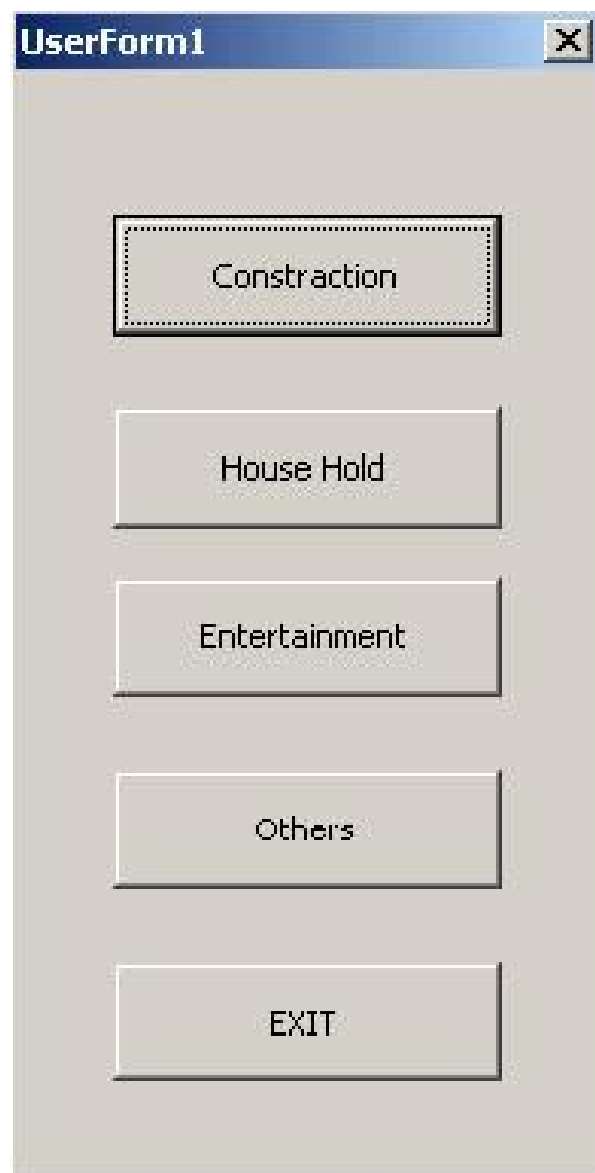 UserForm1
Constraction
House Hold
Entertainment
Others
EXIT